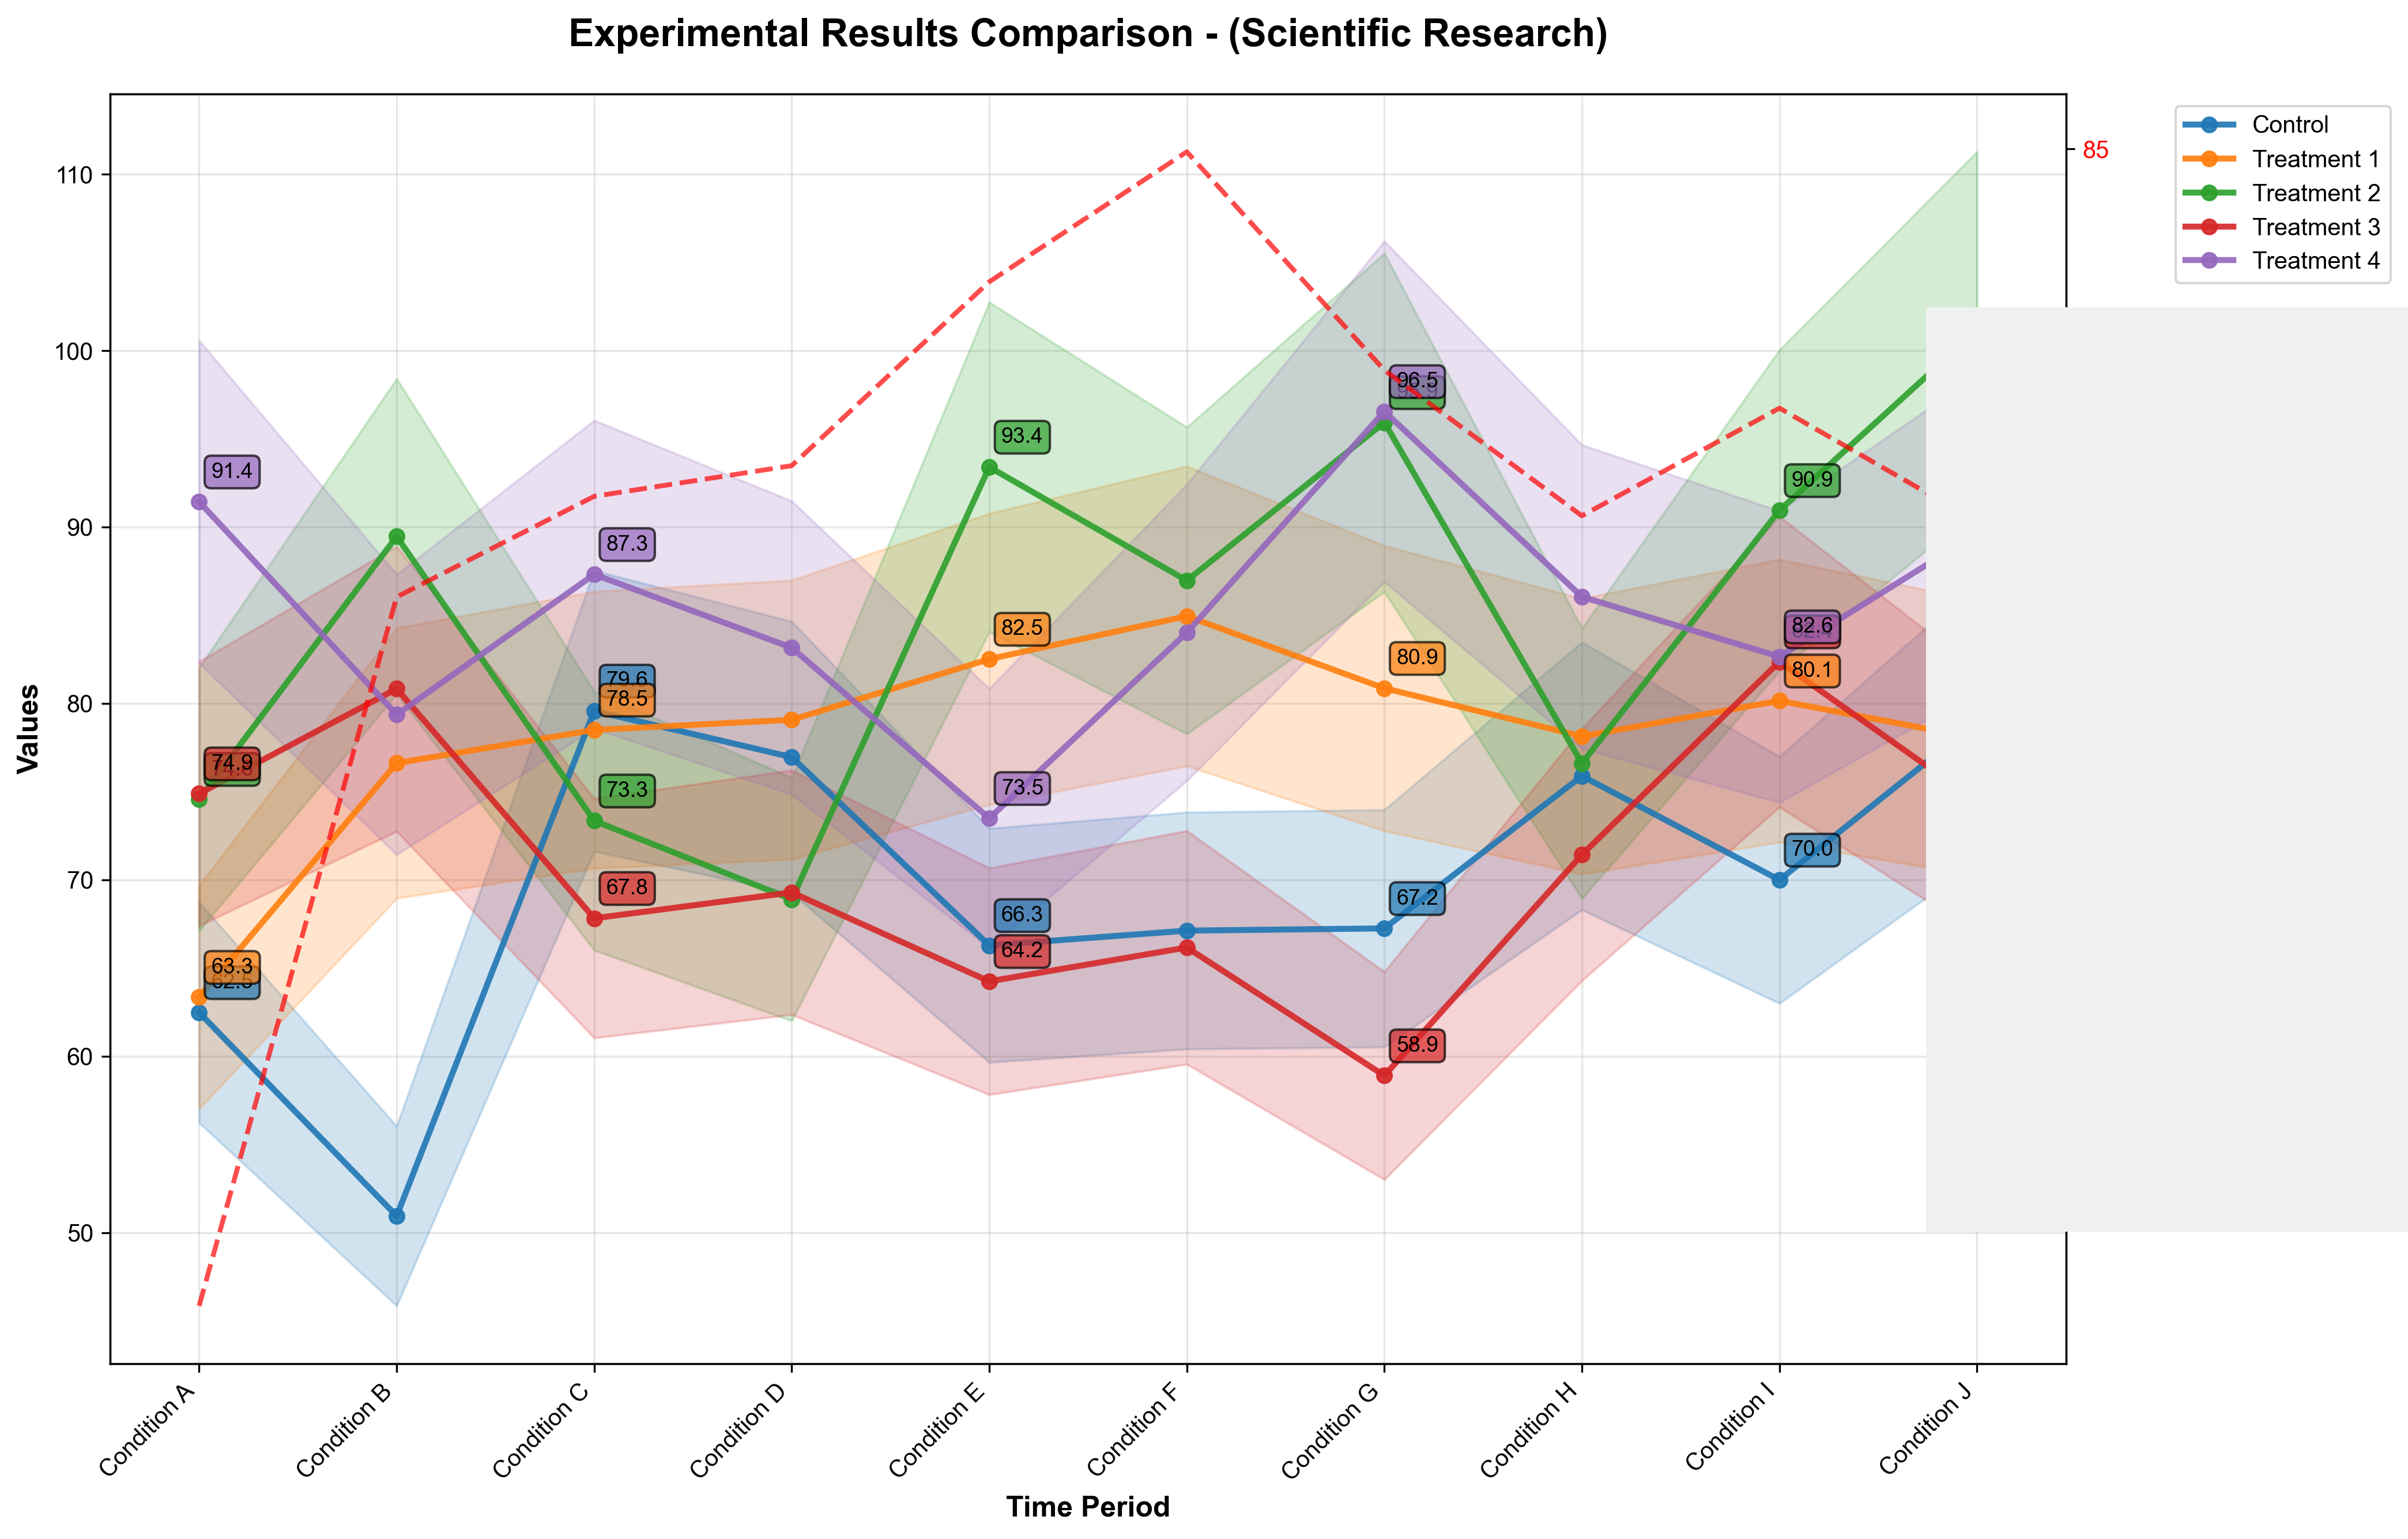 Experimental Results Comparison - (Scientific Research)
Control
Treatment 1
Treatment 2
Treatment 3
Treatment 4
85
110
100
90
80
70
60
50
Values
91.4
74.9
63.3
87.3
79.6
78.5
73.3
67.8
93.4
82.5
73.5
66.3
64.2
96.5
80.9
67.2
58.9
90.9
82.6
80.1
70.0
Condition A
Condition B
Condition C
Condition D
Condition E
Condition F
Condition G
Condition H
Condition I
Condition J
Time Period